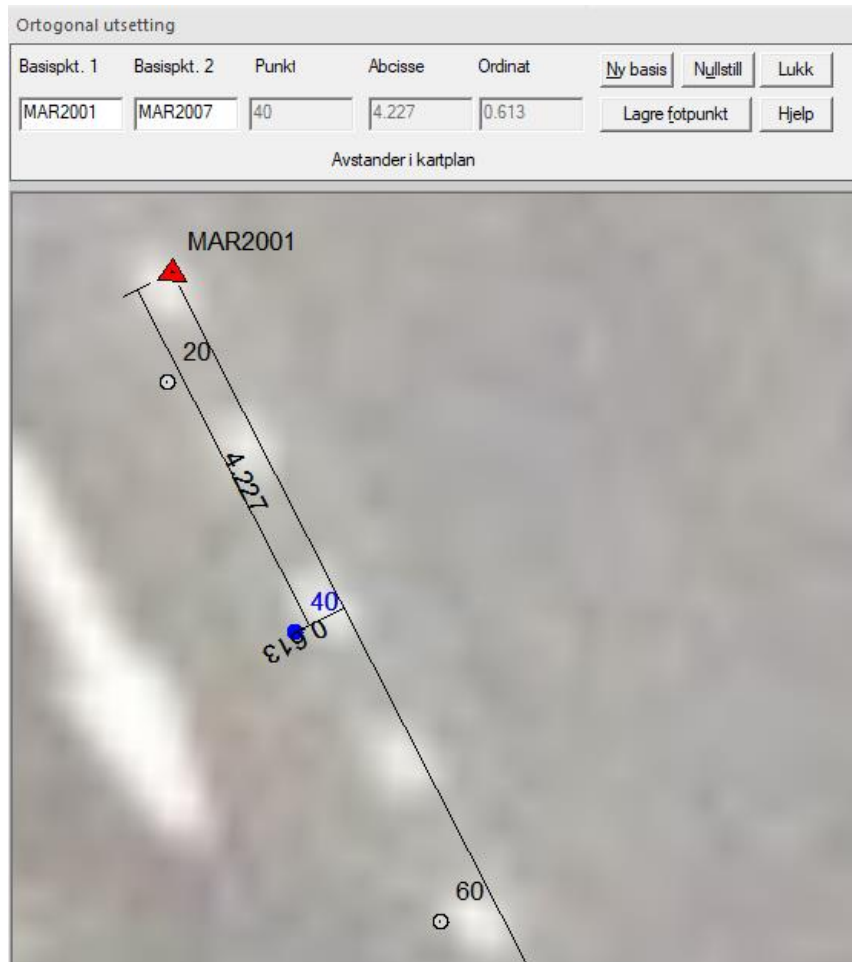 Ortogonal utsetting
Basispkt. 1 Basispkt. 2 Punkt Abcisse Ordinat Ny basis Nullstill Lukk
MAR2001 MAR2007 40 4.227 0.613 Lagre fotpunkt Hjelp
Avstander i kartplan
MAR2001
20
4.227
40
0.613
60